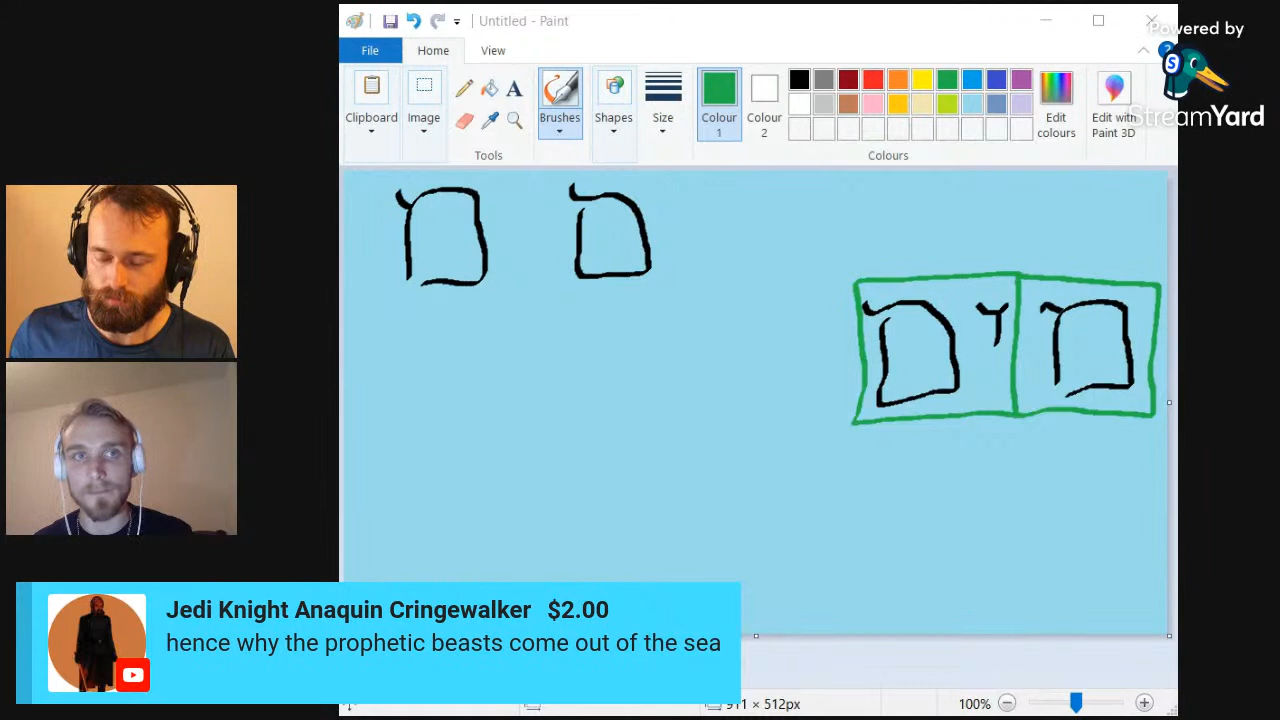 Untitled - Paint
Powered by
StreamYard
File
Home
View
Clipboard
Image
Tools
Brushes
Shapes
Size
Colour 1
Colour 2
Edit colours
Edit with Paint 3D
Colours
מ ם
מים
Jedi Knight Anaquin Cringewalker $2.00
hence why the prophetic beasts come out of the sea
911 × 512px
100%